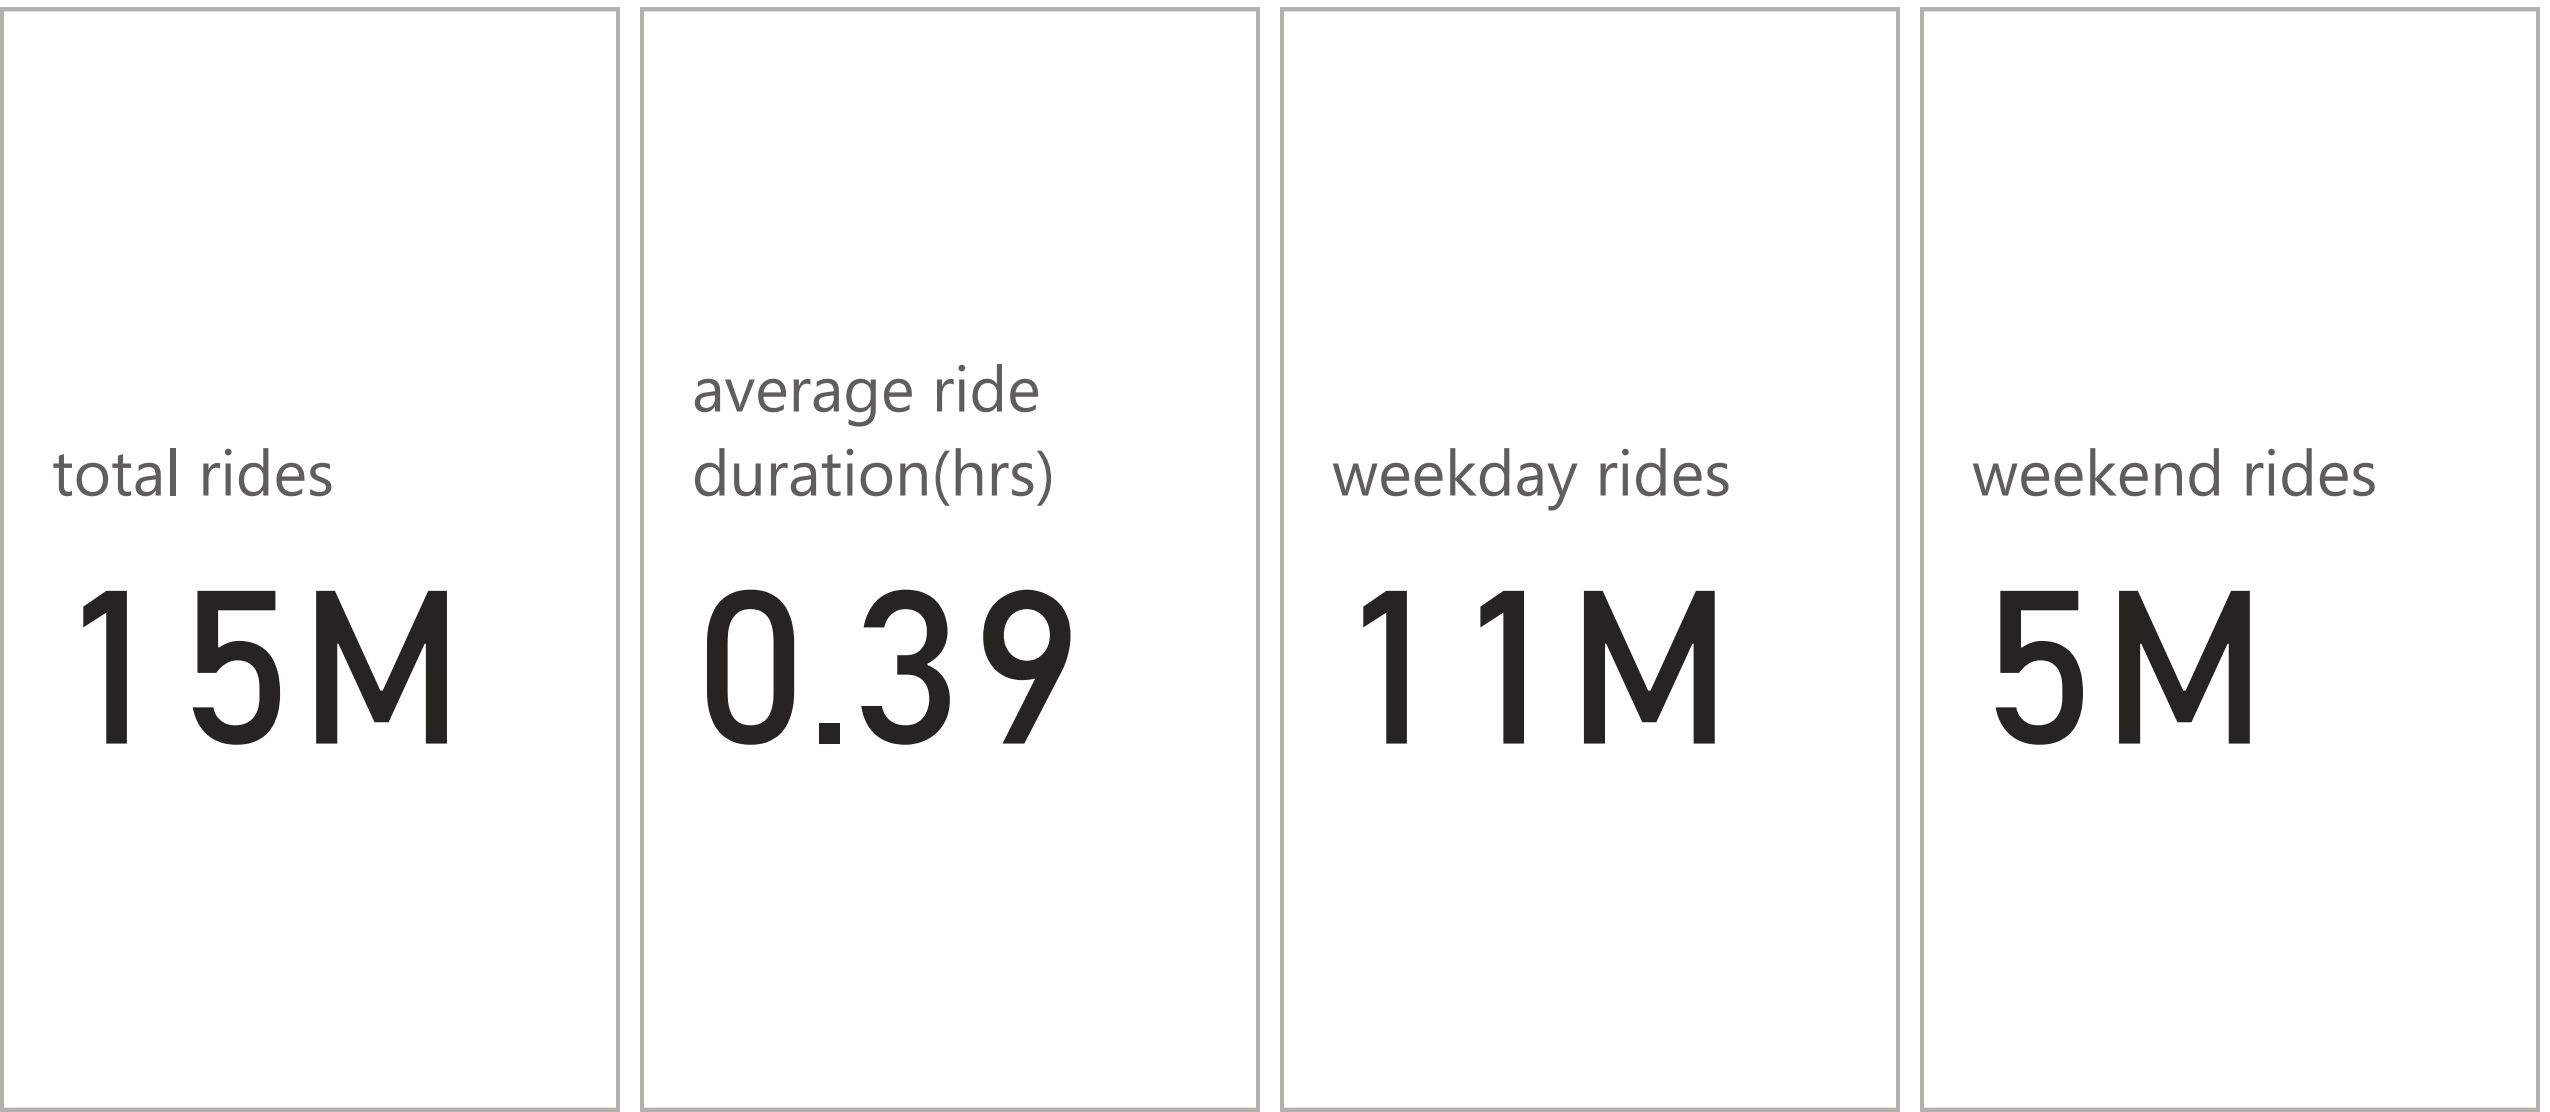 total rides
15M
average ride
duration(hrs)
0.39
weekday rides
11M
weekend rides
5M